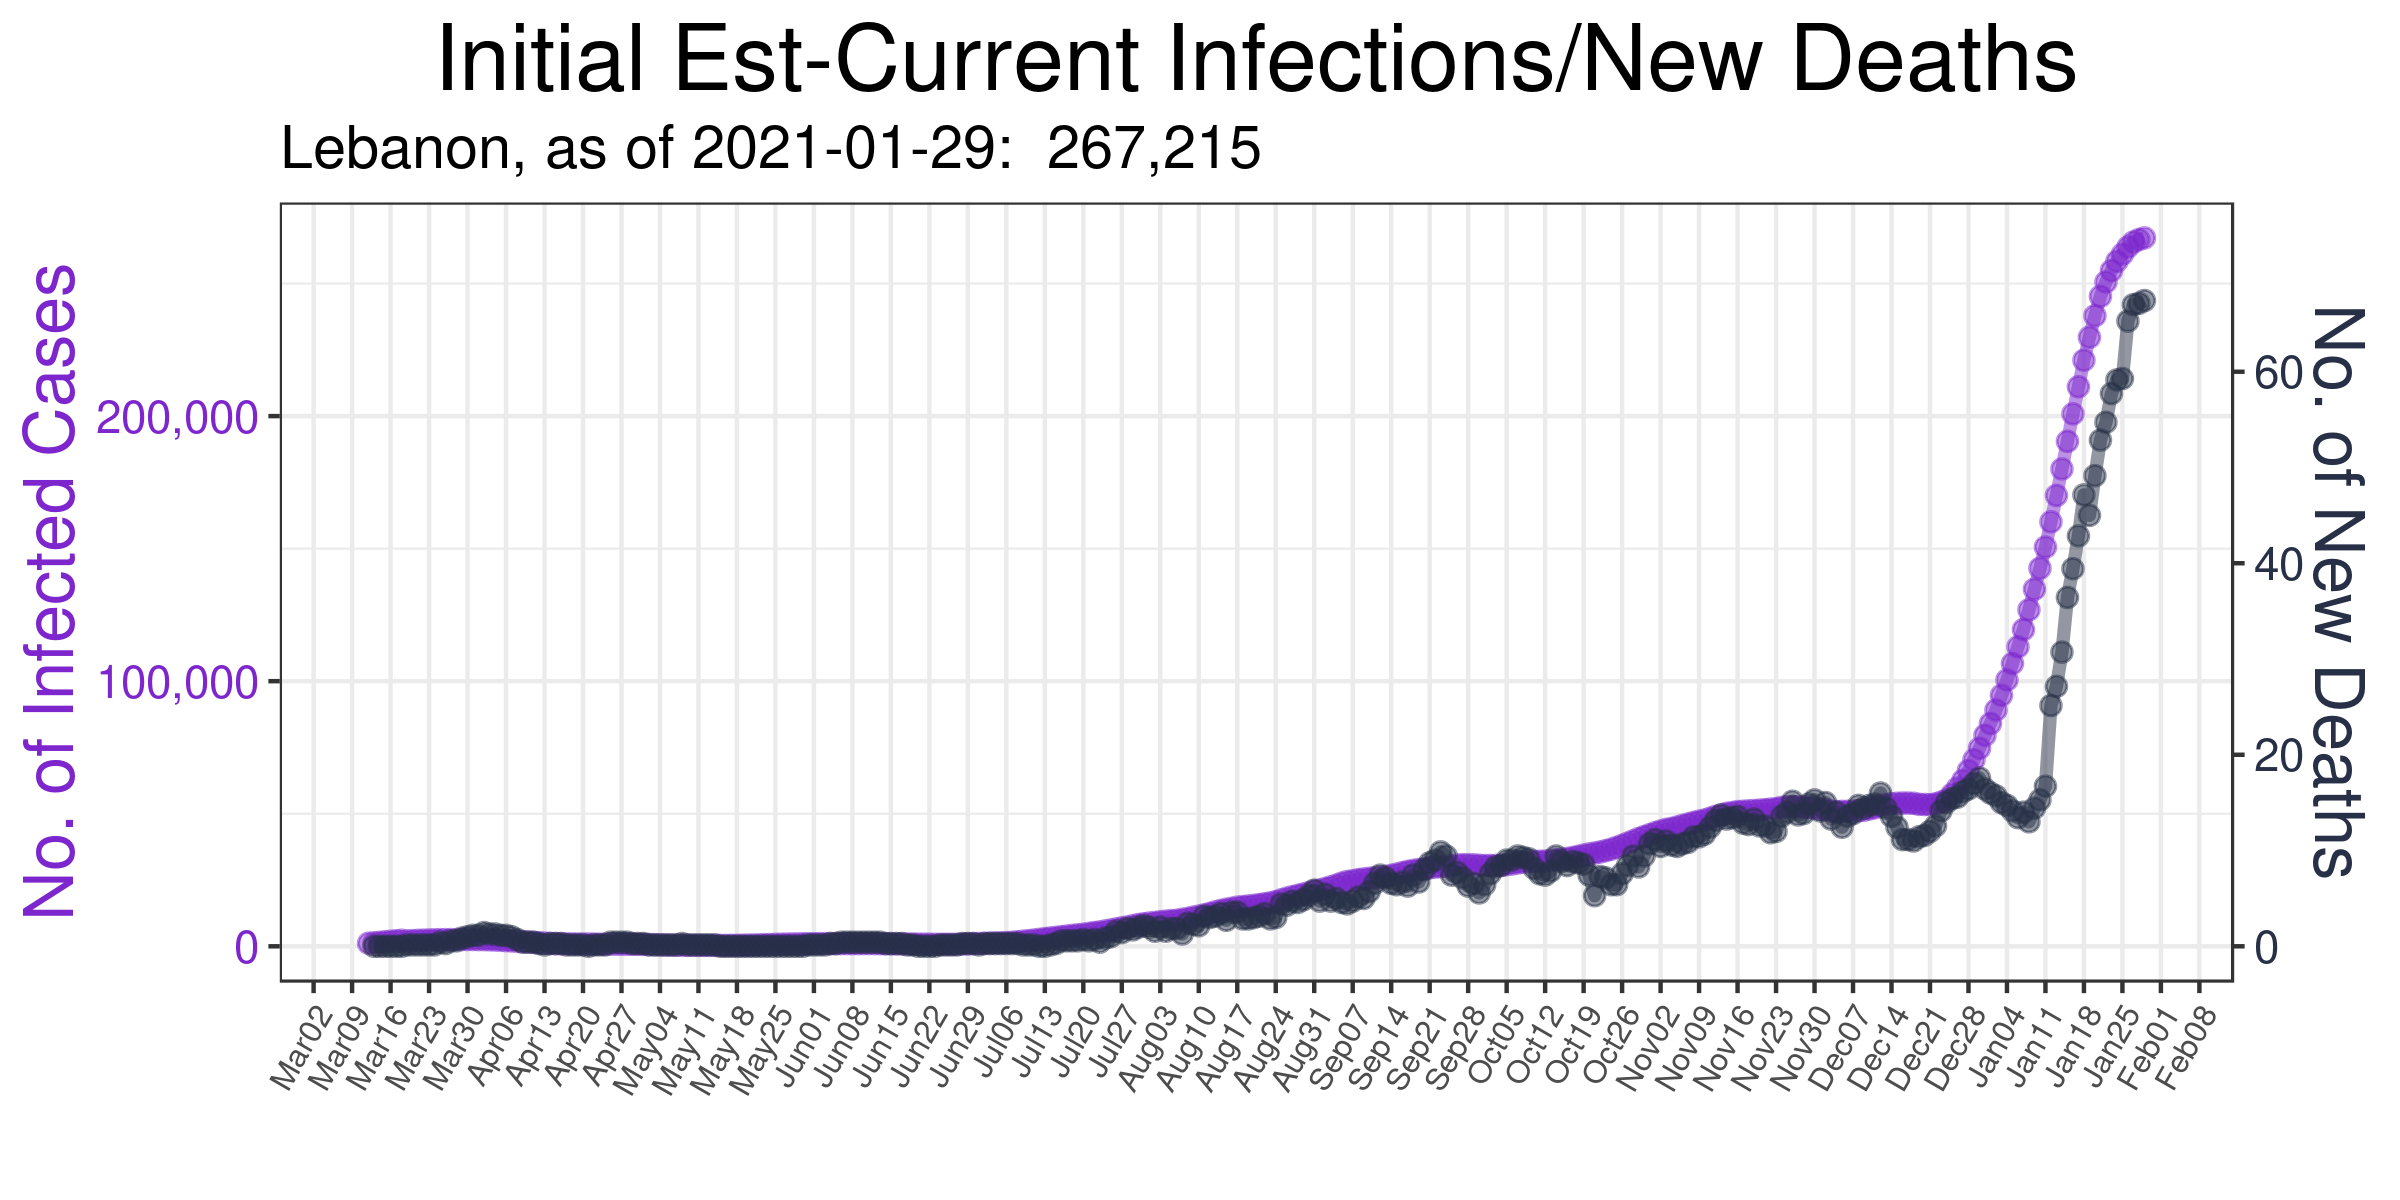 Initial Est-Current Infections/New Deaths
Lebanon, as of 2021-01-29:  267,215
No. of Infected Cases
200,000
100,000
0
60
40
20
0
No. of New Deaths
Mar02
Mar09
Mar16
Mar23
Mar30
Apr06
Apr13
Apr20
Apr27
May04
May11
May18
May25
Jun01
Jun08
Jun15
Jun22
Jun29
Jul06
Jul13
Jul20
Jul27
Aug03
Aug10
Aug17
Aug24
Aug31
Sep07
Sep14
Sep21
Sep28
Oct05
Oct12
Oct19
Oct26
Nov02
Nov09
Nov16
Nov23
Nov30
Dec07
Dec14
Dec21
Dec28
Jan04
Jan11
Jan18
Jan25
Feb01
Feb08